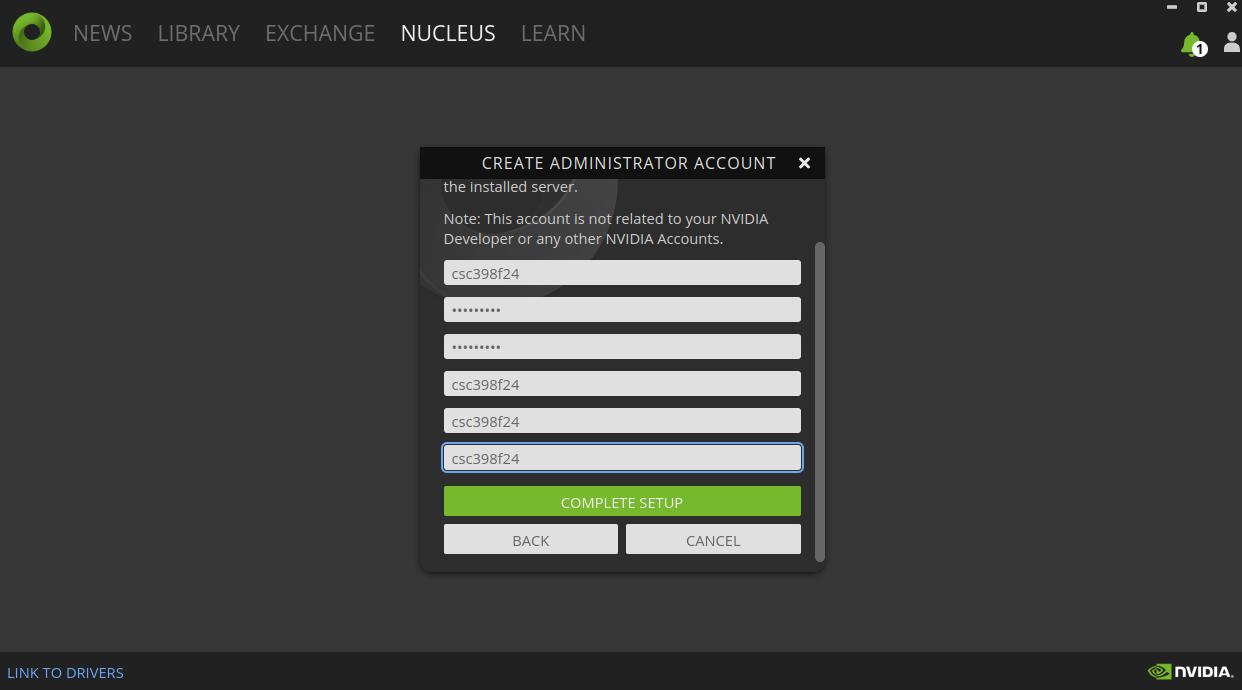 NEWS LIBRARY EXCHANGE NUCLEUS LEARN
1
CREATE ADMINISTRATOR ACCOUNT
the installed server.
Note: This account is not related to your NVIDIA
Developer or any other NVIDIA Accounts.
csc398f24
•••••••••
•••••••••
csc398f24
csc398f24
csc398f24
COMPLETE SETUP
BACK CANCEL
LINK TO DRIVERS
NVIDIA.